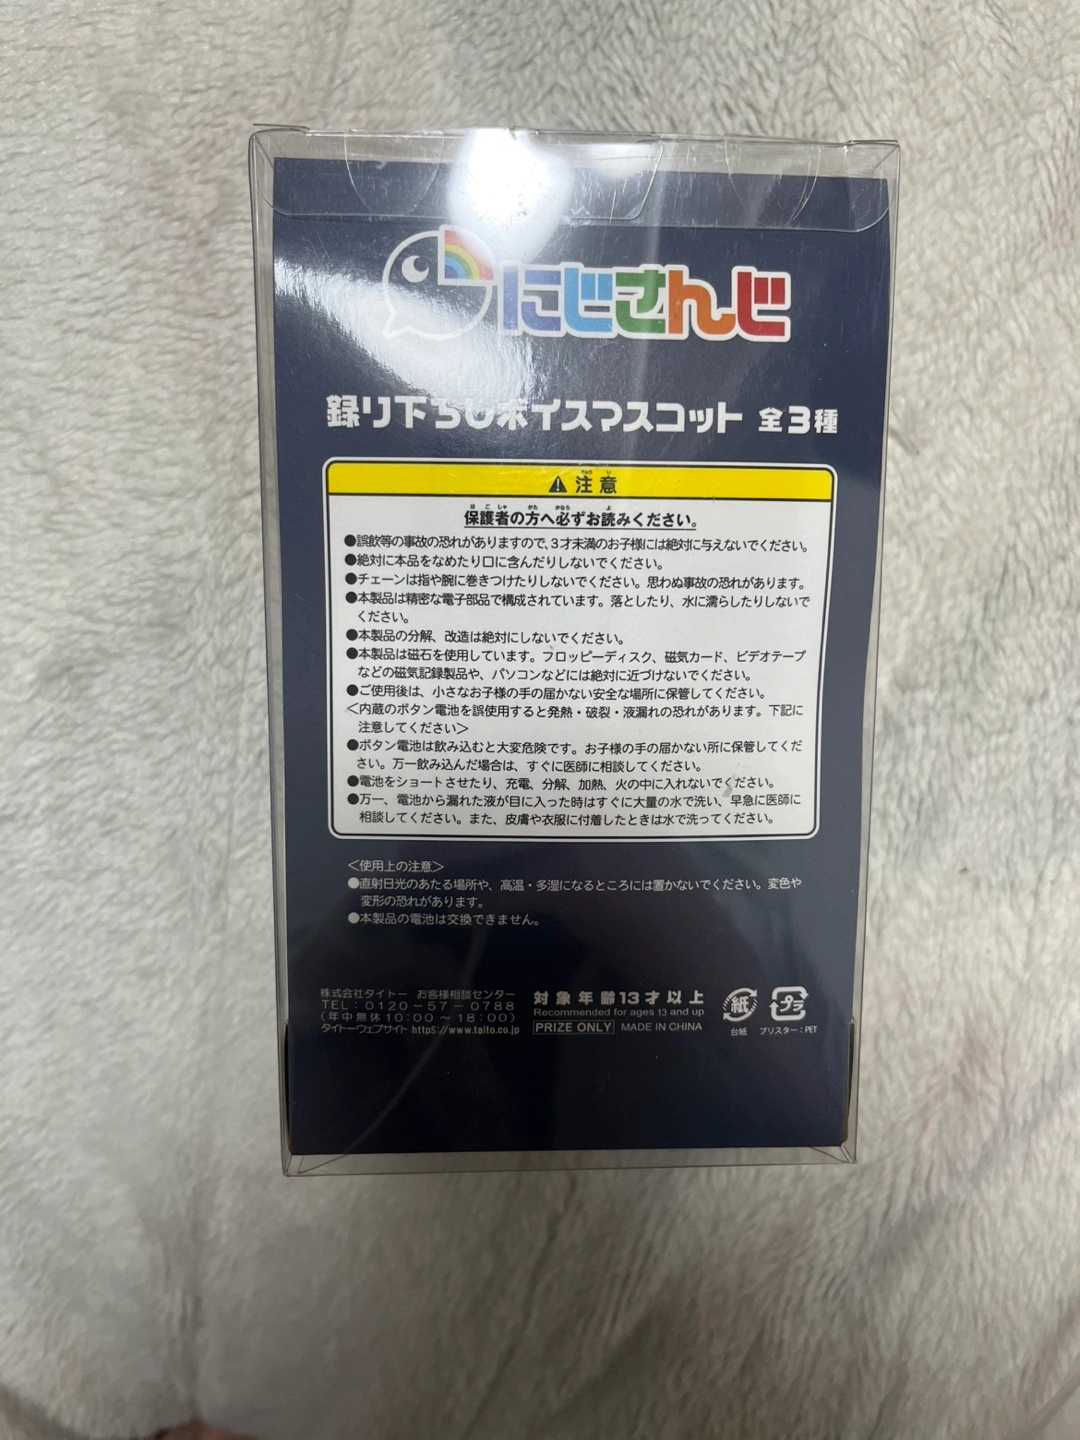 にじさんじ
録り下ろしボイスマスコット 全3種
注意
保護者の方へ必ずお読みください。
●誤飲等の事故の恐れがありますので、3才未満のお子様には絶対に与えないでください。
●絶対に本品をなめたり口に含んだりしないでください。
●チェーンは指や腕に巻きつけたりしないでください。思わぬ事故の恐れがあります。
●本製品は精密な電子部品で構成されています。落としたり、水に濡らしたりしないで
ください。
●本製品の分解、改造は絶対にしないでください。
●本製品は磁石を使用しています。フロッピーディスク、磁気カード、ビデオテープ
などの磁気記録製品や、パソコンなどには絶対に近づけないでください。
●ご使用後は、小さなお子様の手の届かない安全な場所に保管してください。
<内蔵のボタン電池を誤使用すると発熱・破裂・液漏れの恐れがあります。下記に
注意してください>
●ボタン電池は飲み込むと大変危険です。お子様の手の届かない所に保管してくだ
さい。万一飲み込んだ場合は、すぐに医師に相談してください。
●電池をショートさせたり、充電、分解、加熱、火の中に入れないでください。
●万一、電池から漏れた液が目に入った時はすぐに大量の水で洗い、早急に医師に
相談してください。また、皮膚や衣服に付着したときは水で洗ってください。
<使用上の注意>
●直射日光のあたる場所や、高温・多湿になるところには置かないでください。変色や
変形の恐れがあります。
●本製品の電池は交換できません。
株式会社タイトー お客様相談センター
TEL:0120-57-0788
(年中無休10:00~18:00)
タイトーウェブサイト https://www.taito.co.jp
対象年齢13才以上
Recommended for ages 13 and up
PRIZE ONLY MADE IN CHINA
紙
台紙
プラ
ブリスター:PET